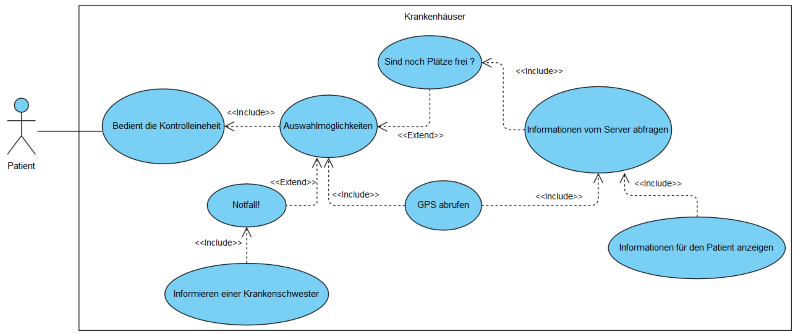 Krankenhäuser
Sind noch Plätze frei ?
<<Include>>
<<Include>>
Bedient die Kontrolleineheit
Auswahlmöglichkeiten
<<Extend>>
Informationen vom Server abfragen
Patient
<<Extend>>
<<Include>>
<<Include>>
<<Include>>
Notfall!
GPS abrufen
<<Include>>
Informationen für den Patient anzeigen
Informieren einer Krankenschwester